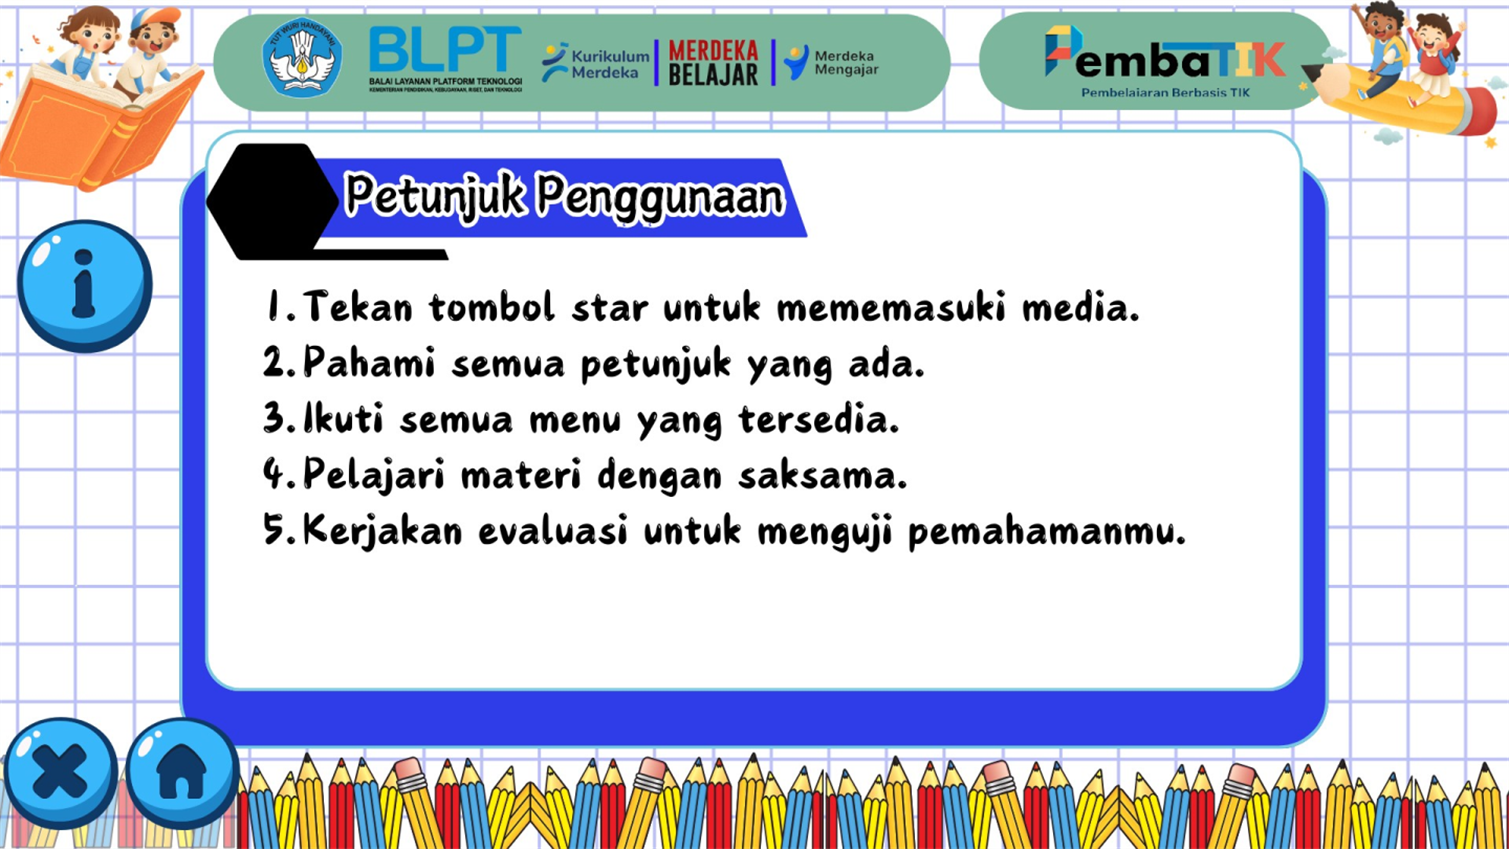 TUT WURI HANDAYANI
BLPT
BALAI LAYANAN PLATFORM TEKNOLOGI
KEMENTERIAN PENDIDIKAN, KEBUDAYAAN, RISET, DAN TEKNOLOGI
Kurikulum
Merdeka
MERDEKA
BELAJAR
Merdeka
Mengajar
PembaTIK
Pembelajaran Berbasis TIK
Petunjuk Penggunaan
i
1. Tekan tombol star untuk mememasuki media.
2. Pahami semua petunjuk yang ada.
3. Ikuti semua menu yang tersedia.
4. Pelajari materi dengan saksama.
5. Kerjakan evaluasi untuk menguji pemahamanmu.